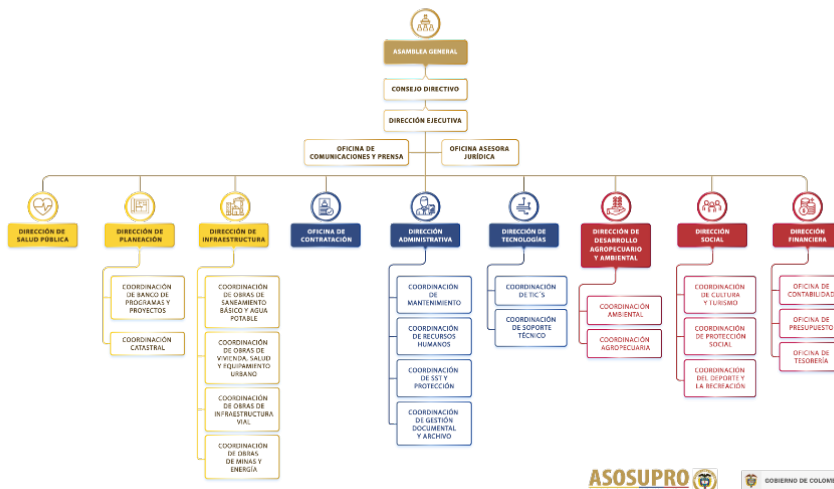 ASAMBLEA GENERAL
CONSEJO DIRECTIVO
DIRECCIÓN EJECUTIVA
OFICINA DE
COMUNICACIONES Y PRENSA
OFICINA ASESORA
JURÍDICA
DIRECCIÓN DE
SALUD PÚBLICA
DIRECCIÓN DE
PLANEACIÓN
COORDINACIÓN
DE BANCO DE
PROGRAMAS Y
PROYECTOS
COORDINACIÓN
CATASTRAL
DIRECCIÓN DE
INFRAESTRUCTURA
COORDINACIÓN
DE OBRAS DE
SANEAMIENTO
BÁSICO Y AGUA
POTABLE
COORDINACIÓN
DE OBRAS DE
VIVIENDA, SALUD
Y EQUIPAMIENTO
URBANO
COORDINACIÓN
DE OBRAS DE
INFRAESTRUCTURA
VIAL
COORDINACIÓN
DE OBRAS
DE MINAS Y
ENERGÍA
OFICINA DE
CONTRATACIÓN
DIRECCIÓN
ADMINISTRATIVA
COORDINACIÓN
DE
MANTENIMIENTO
COORDINACIÓN
DE RECURSOS
HUMANOS
COORDINACIÓN
DE SST Y
PROTECCIÓN
COORDINACIÓN
DE GESTIÓN
DOCUMENTAL
Y ARCHIVO
DIRECCIÓN DE
TECNOLOGÍAS
COORDINACIÓN
DE TIC´S
COORDINACIÓN
DE SOPORTE
TÉCNICO
DIRECCIÓN DE
DESARROLLO
AGROPECUARIO
Y AMBIENTAL
COORDINACIÓN
AMBIENTAL
COORDINACIÓN
AGROPECUARIA
DIRECCIÓN
SOCIAL
COORDINACIÓN
DE CULTURA
Y TURISMO
COORDINACIÓN
DE PROTECCIÓN
SOCIAL
COORDINACIÓN
DEL DEPORTE Y
LA RECREACIÓN
DIRECCIÓN
FINANCIERA
OFICINA DE
CONTABILIDAD
OFICINA DE
PRESUPUESTO
OFICINA DE
TESORERÍA
ASOSUPRO
GOBIERNO DE COLOM